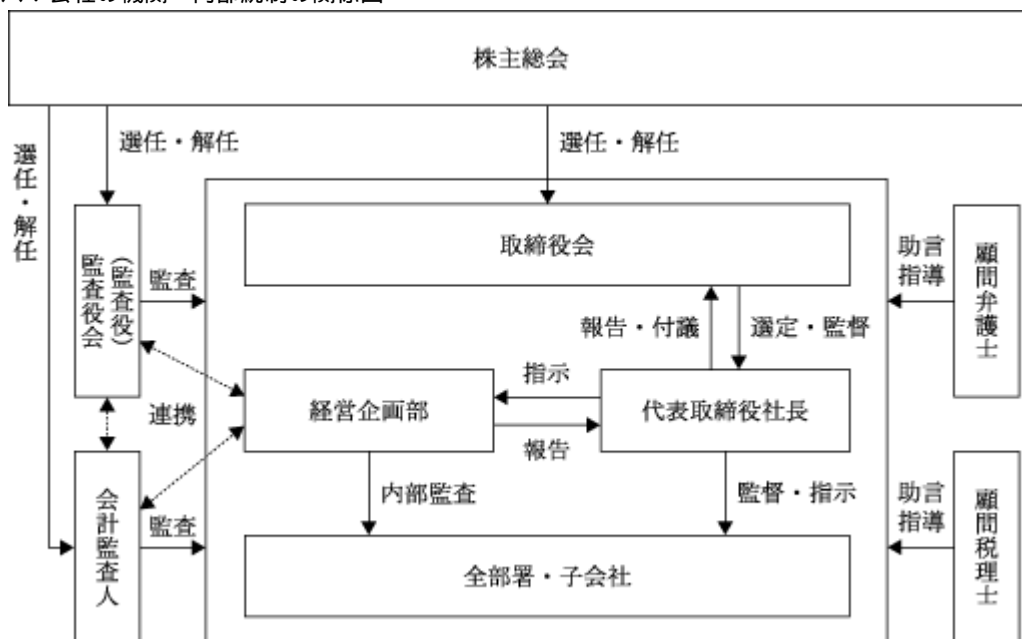 会社の機関・内部統制の関係図
株主総会
選任・解任
選任・解任
選任・解任
取締役会
監査役会
(監査役)
監査
助言
指導
顧問弁護士
報告・付議
選定・監督
指示
経営企画部
代表取締役社長
連携
報告
内部監査
監督・指示
会計監査人
監査
助言
指導
顧問税理士
全部署・子会社